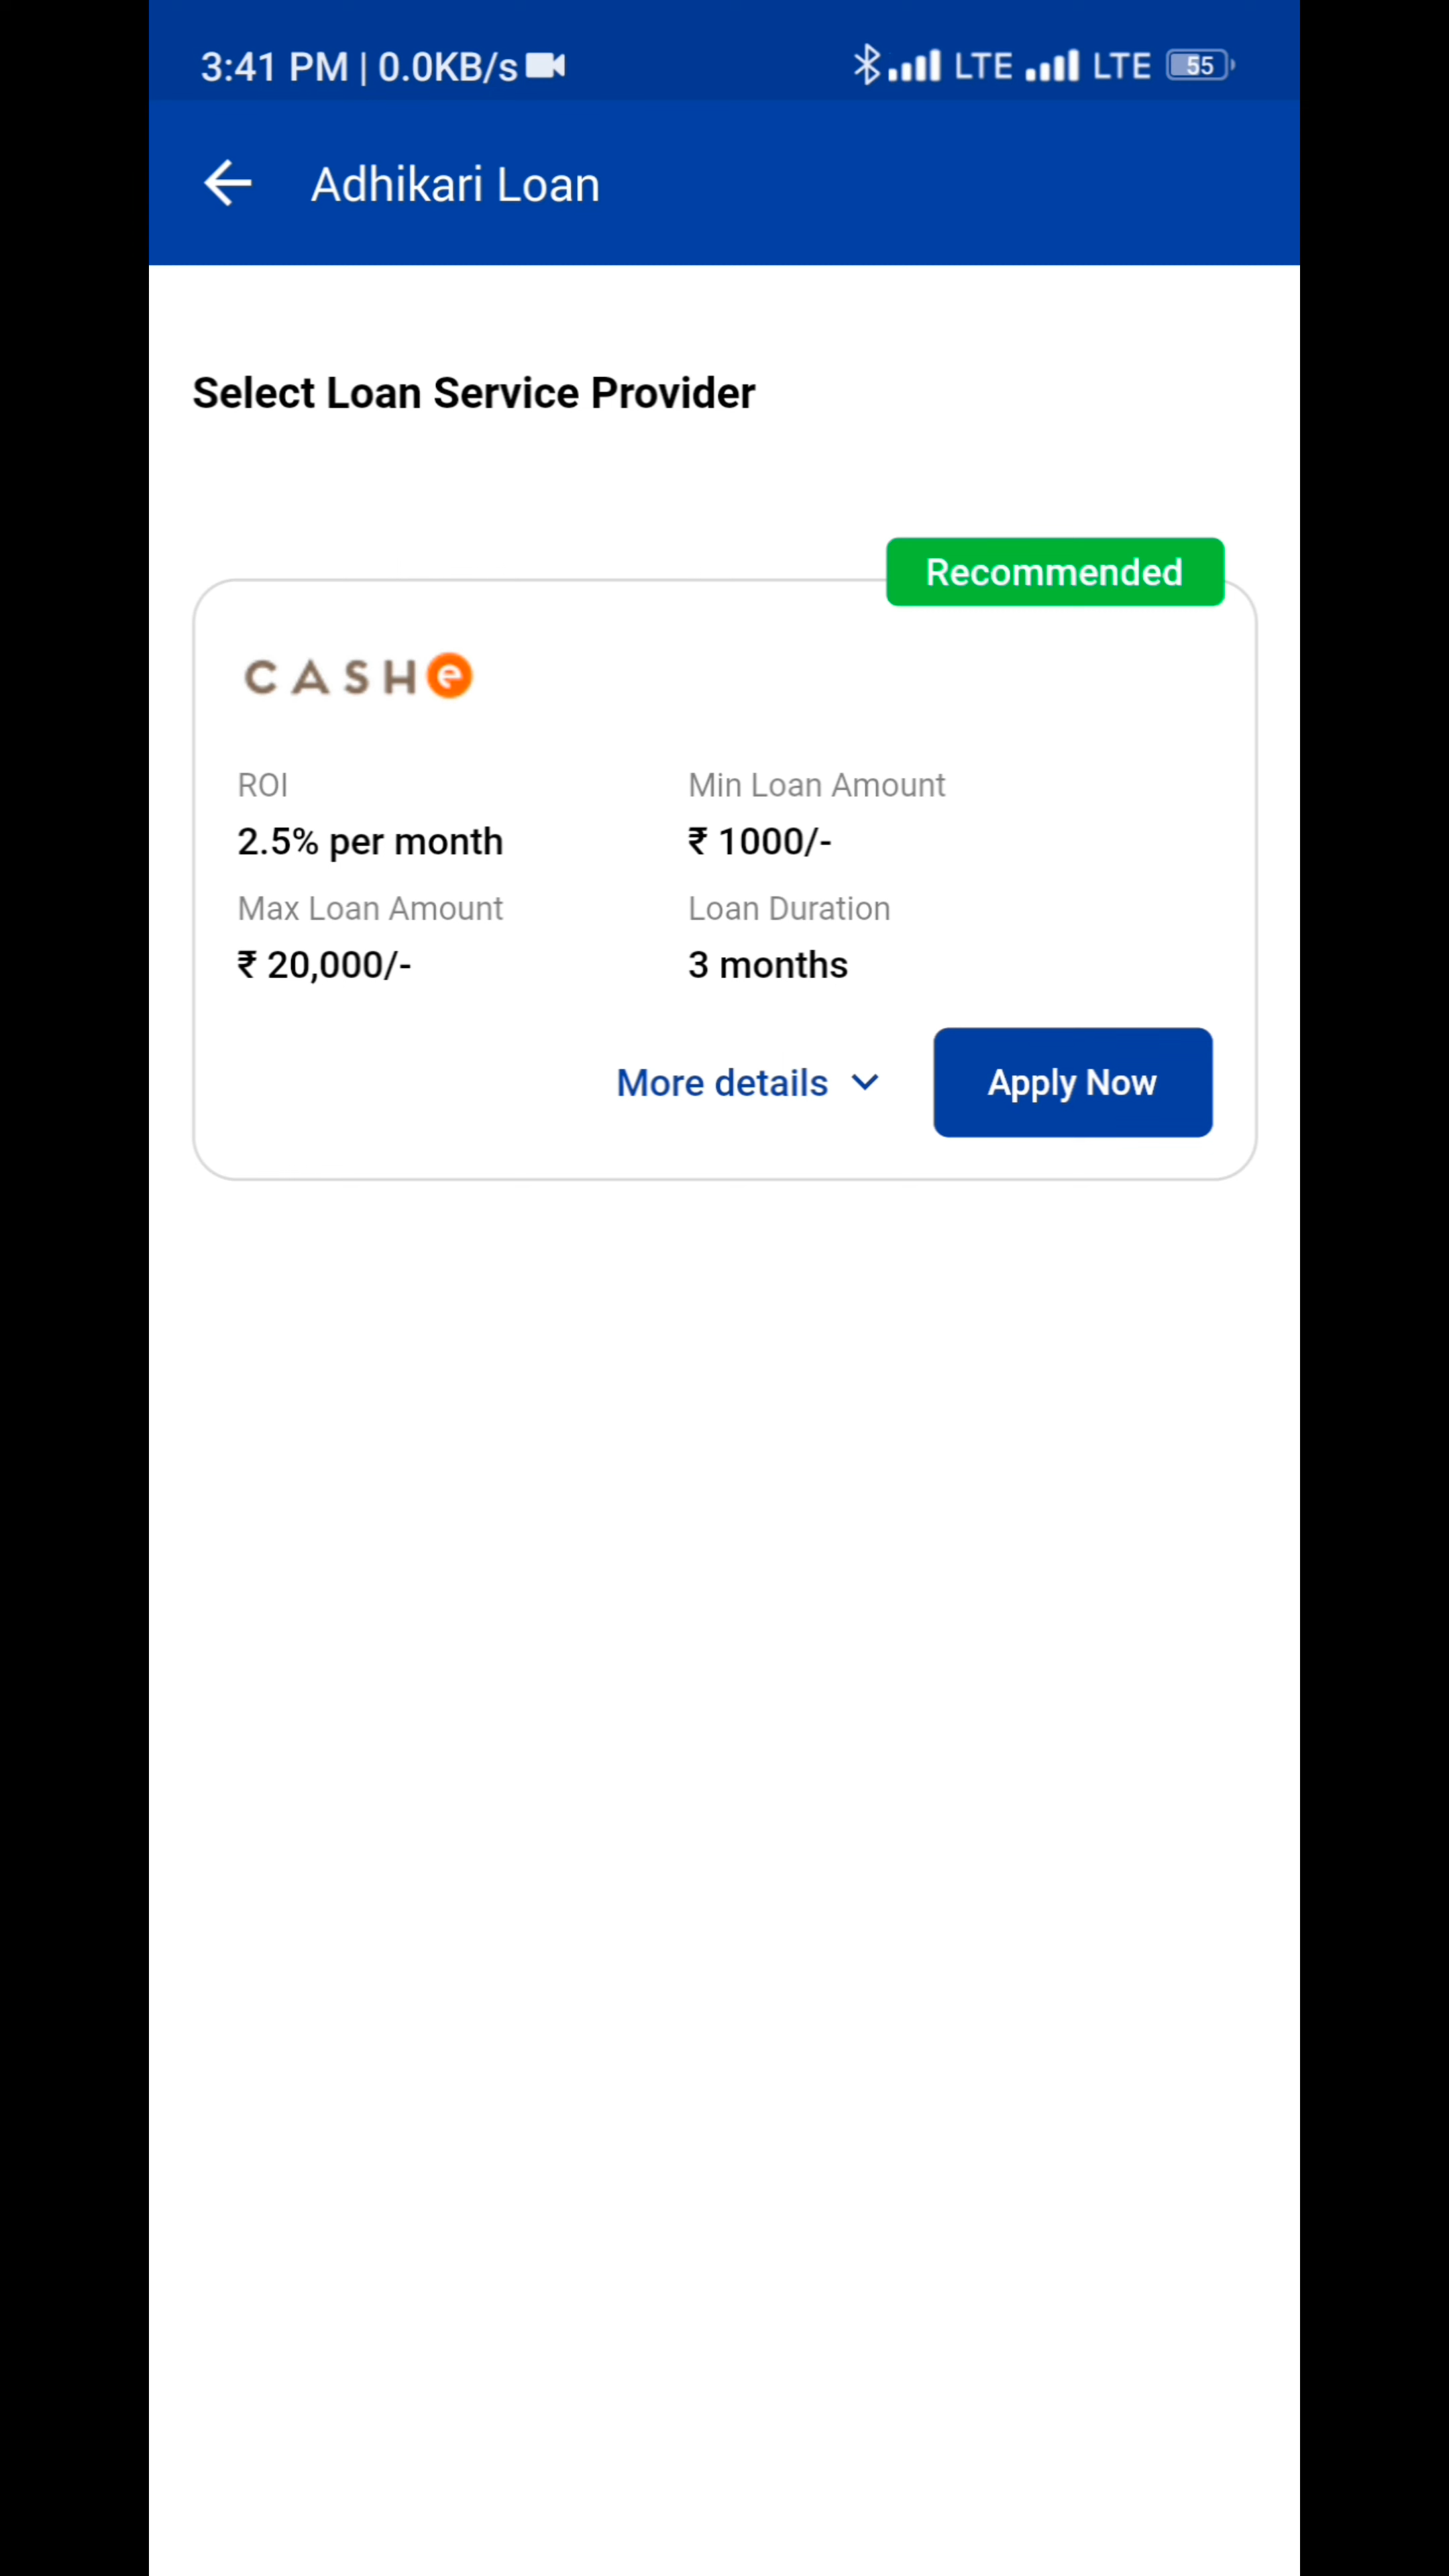 3:41 PM | 0.0KB/s LTE LTE 55
Adhikari Loan
Select Loan Service Provider
Recommended
CASHe
ROI Min Loan Amount
2.5% per month ₹ 1000/-
Max Loan Amount Loan Duration
₹ 20,000/- 3 months
More details Apply Now